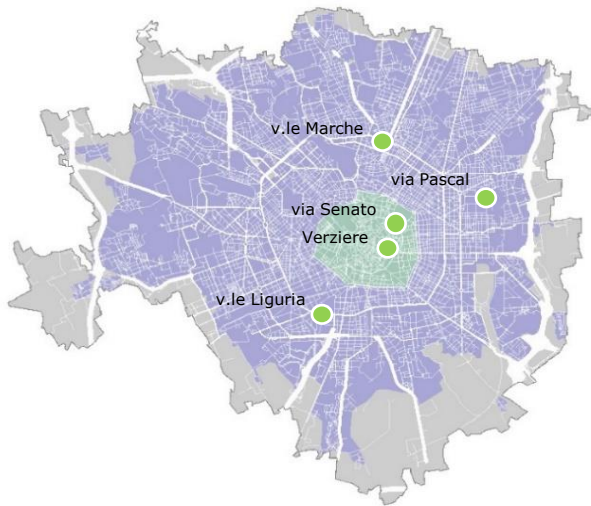 v.le Marche
via Pascal
via Senato
Verziere
v.le Liguria